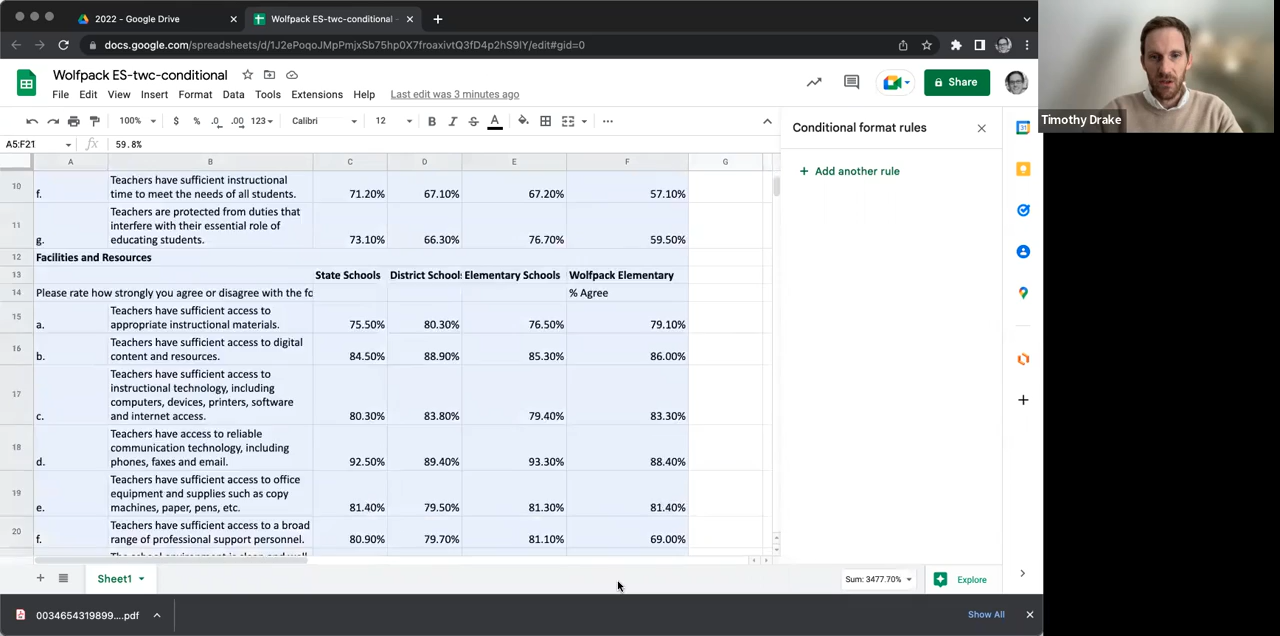 2022 - Google Drive
Wolfpack ES-twc-conditional -
docs.google.com/spreadsheets/d/1J2ePoqoJMpPmjxSb75hp0X7froaxivtQ3fD4p2hS9IY/edit#gid=0
Wolfpack ES-twc-conditional
File Edit View Insert Format Data Tools Extensions Help Last edit was 3 minutes ago
Share
Timothy Drake
100% $ % .0 .00 123 Calibri 12 B I S A
A5:F21 fx 59.8%
Conditional format rules
+ Add another rule
A B C D E F G
10 f. Teachers have sufficient instructional
time to meet the needs of all students. 71.20% 67.10% 67.20% 57.10%
11 g. Teachers are protected from duties that
interfere with their essential role of
educating students. 73.10% 66.30% 76.70% 59.50%
12 Facilities and Resources
13 State Schools District School Elementary Schools Wolfpack Elementary
14 Please rate how strongly you agree or disagree with the fo % Agree
15 a. Teachers have sufficient access to
appropriate instructional materials. 75.50% 80.30% 76.50% 79.10%
16 b. Teachers have sufficient access to digital
content and resources. 84.50% 88.90% 85.30% 86.00%
17 c. Teachers have sufficient access to
instructional technology, including
computers, devices, printers, software
and internet access. 80.30% 83.80% 79.40% 83.30%
18 d. Teachers have access to reliable
communication technology, including
phones, faxes and email. 92.50% 89.40% 93.30% 88.40%
19 e. Teachers have sufficient access to office
equipment and supplies such as copy
machines, paper, pens, etc. 81.40% 79.50% 81.30% 81.40%
20 f. Teachers have sufficient access to a broad
range of professional support personnel. 80.90% 79.70% 81.10% 69.00%
The school environment is clean and well
Sheet1
Sum: 3477.70%
Explore
0034654319899....pdf
Show All